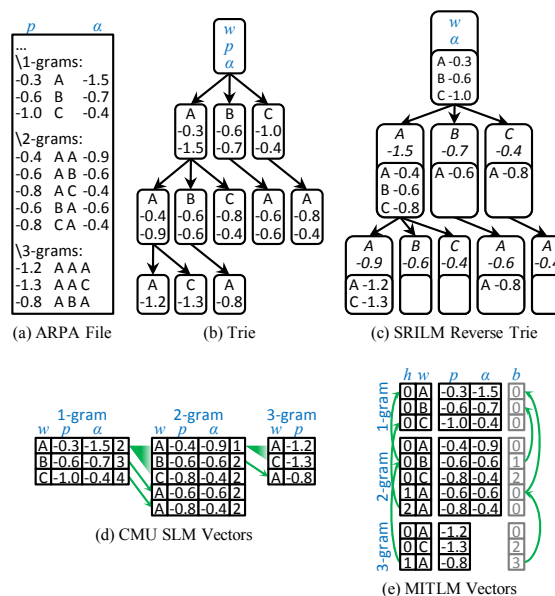 p α
...
\1-grams:
-0.3 A -1.5
-0.6 B -0.7
-1.0 C -0.4
\2-grams:
-0.4 A A -0.9
-0.6 A B -0.6
-0.8 A C -0.4
-0.6 B A -0.6
-0.8 C A -0.4
\3-grams:
-1.2 A A A
-1.3 A A C
-0.8 A B A
(a) ARPA File
w
p
α
A B C
-0.3 -0.6 -1.0
-1.5 -0.7 -0.4
A B C A A
-0.4 -0.6 -0.8 -0.6 -0.8
-0.9 -0.6 -0.4 -0.6 -0.4
A C A
-1.2 -1.3 -0.8
(b) Trie
w
α
A -0.3
B -0.6
C -1.0
A B C
-1.5 -0.7 -0.4
A -0.4 A -0.6 A -0.8
B -0.6
C -0.8
A B C A A
-0.9 -0.6 -0.4 -0.6 -0.4
A -1.2 A -0.8
C -1.3
(c) SRILM Reverse Trie
1-gram 2-gram 3-gram
w p α w p α w p
A -0.3 -1.5 2 A -0.4 -0.9 1 A -1.2
B -0.6 -0.7 3 B -0.6 -0.6 2 C -1.3
C -1.0 -0.4 4 C -0.8 -0.4 2 A -0.8
A -0.6 -0.6 2
A -0.8 -0.4 2
(d) CMU SLM Vectors
h w p α b
1-gram
0 A -0.3 -1.5 0
0 B -0.6 -0.7 0
0 C -1.0 -0.4 0
2-gram
0 A -0.4 -0.9 0
0 B -0.6 -0.6 1
0 C -0.8 -0.4 2
1 A -0.6 -0.6 0
2 A -0.8 -0.4 0
3-gram
0 A -1.2 0
0 C -1.3 2
1 A -0.8 3
(e) MITLM Vectors